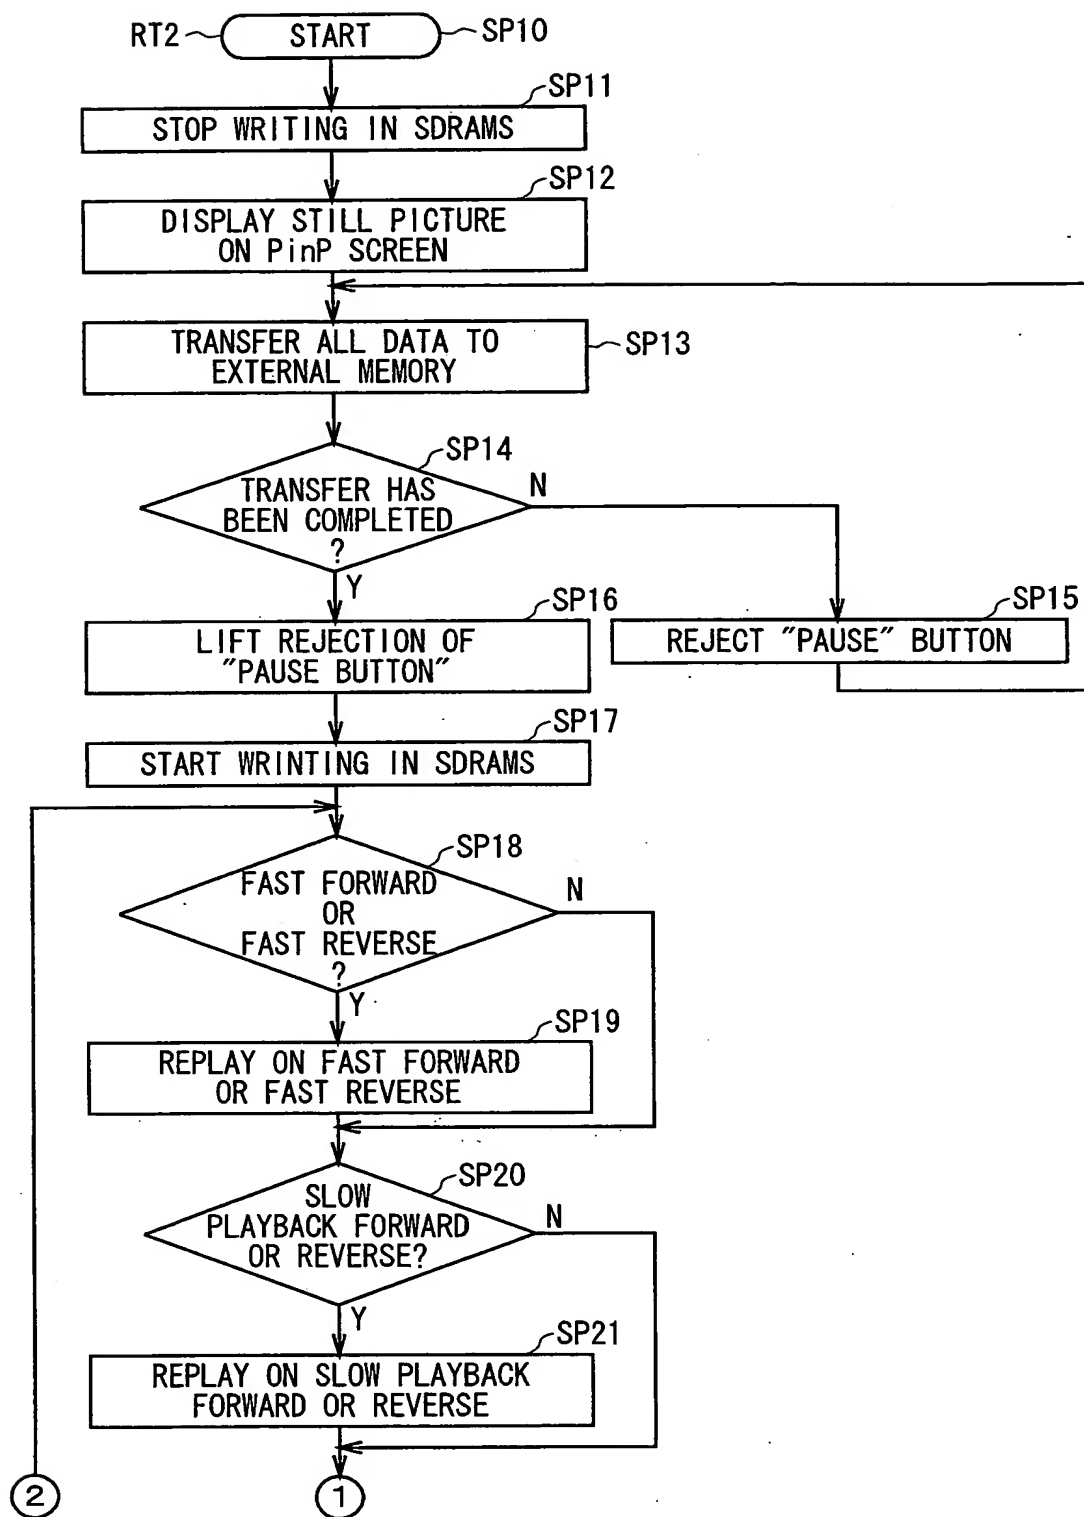 RT2
START
SP10
SP11
STOP WRITING IN SDRAMS
SP12
DISPLAY STILL PICTURE
ON PinP SCREEN
TRANSFER ALL DATA TO
EXTERNAL MEMORY
SP13
SP14
TRANSFER HAS
BEEN COMPLETED
?
N
Y
SP16
LIFT REJECTION OF
"PAUSE BUTTON"
SP15
REJECT "PAUSE" BUTTON
SP17
START WRINTING IN SDRAMS
SP18
FAST FORWARD
OR
FAST REVERSE
?
N
Y
SP19
REPLAY ON FAST FORWARD
OR FAST REVERSE
SP20
SLOW
PLAYBACK FORWARD
OR REVERSE?
N
Y
SP21
REPLAY ON SLOW PLAYBACK
FORWARD OR REVERSE
2
1